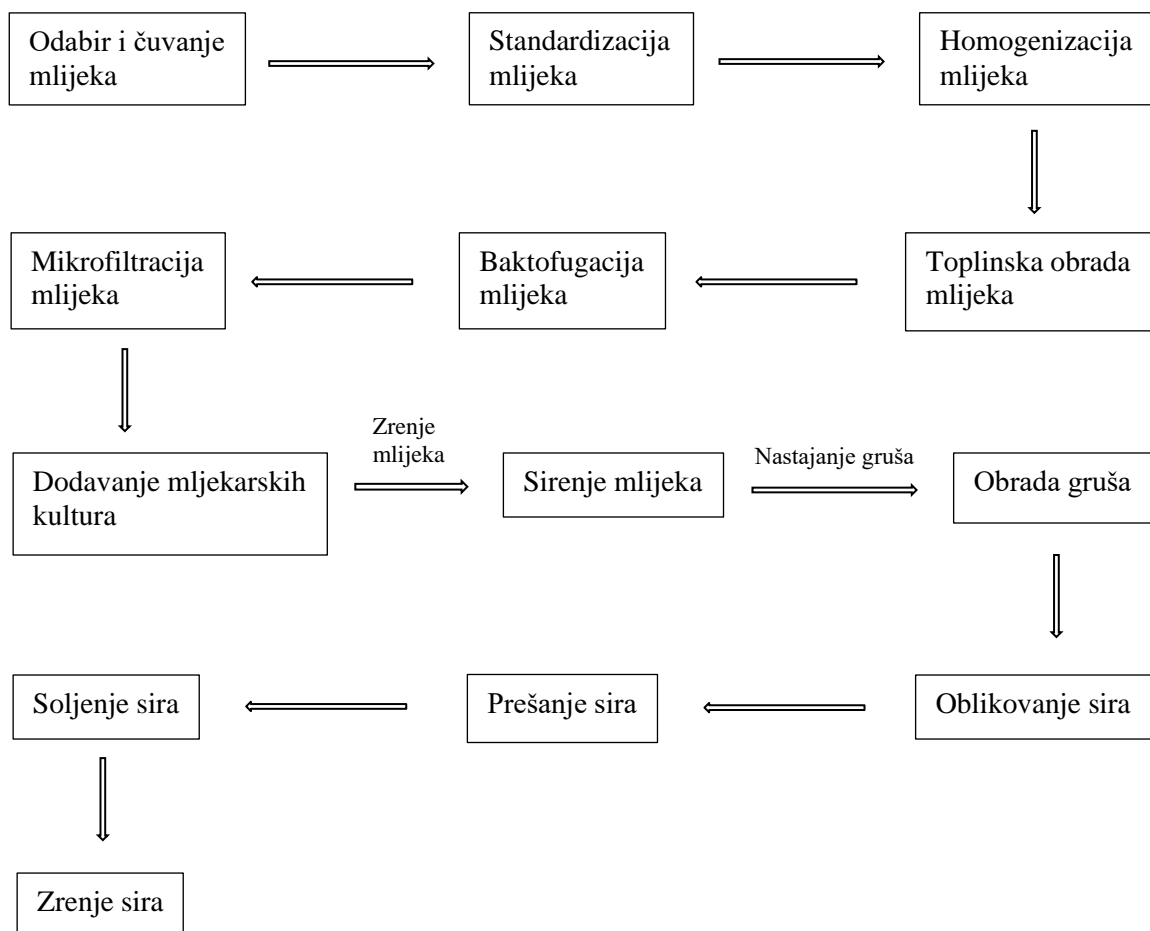 Odabir i čuvanje
mlijeka
Standardizacija
mlijeka
Homogenizacija
mlijeka
Toplinska obrada
mlijeka
Baktofugacija
mlijeka
Mikrofiltracija
mlijeka
Dodavanje mljekarskih
kultura
Zrenje
mlijeka
Sirenje mlijeka
Nastajanje gruša
Obrada gruša
Oblikovanje sira
Prešanje sira
Soljenje sira
Zrenje sira